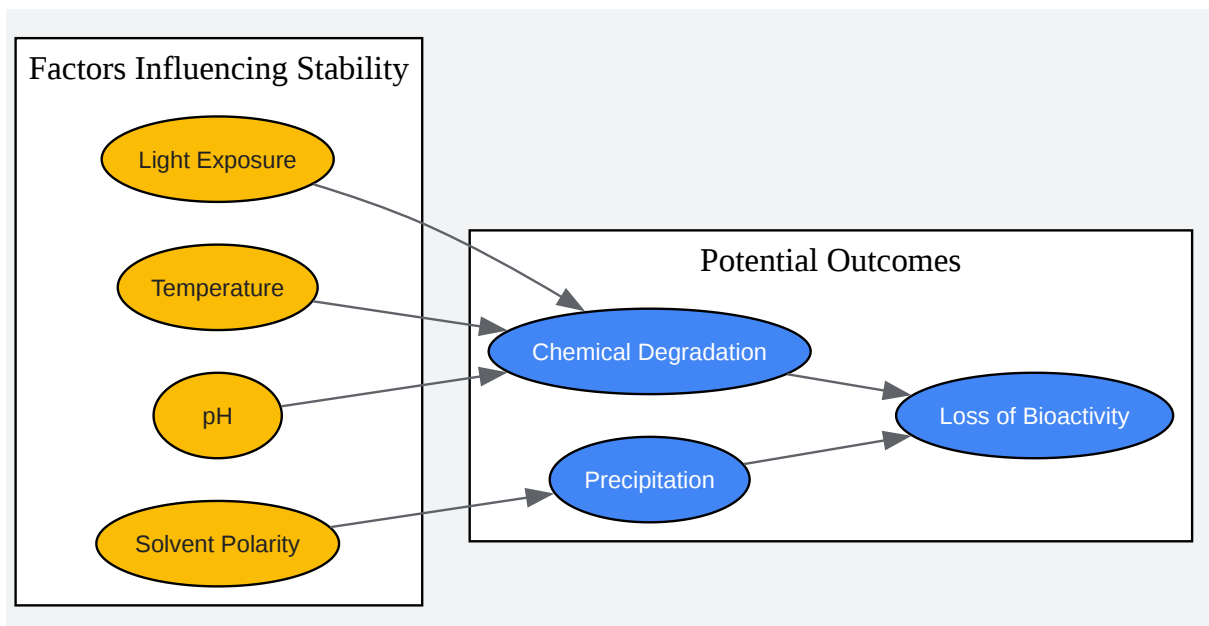 Factors Influencing Stability
Light Exposure
Temperature
pH
Solvent Polarity
Potential Outcomes
Chemical Degradation
Precipitation
Loss of Bioactivity